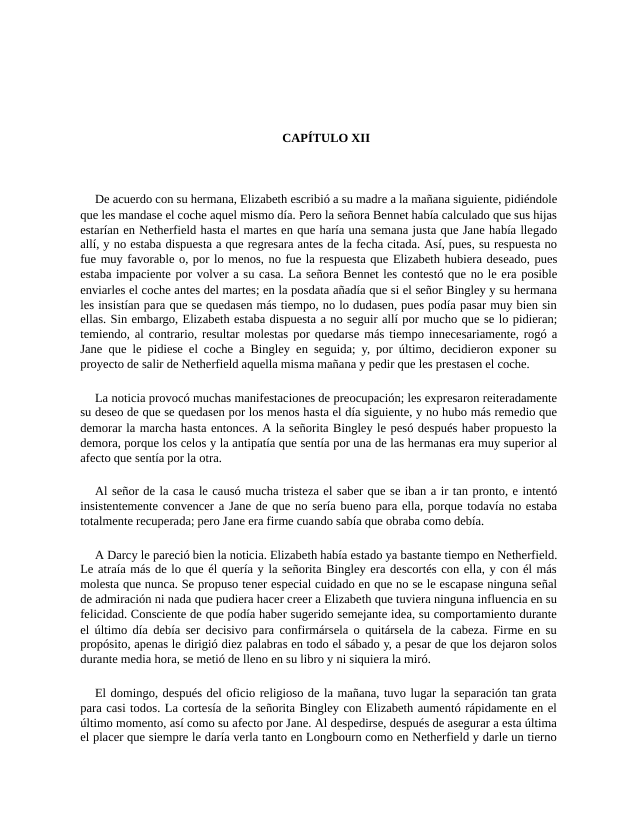 CAPÍTULO XII
De acuerdo con su hermana, Elizabeth escribió a su madre a la mañana siguiente, pidiéndole
que les mandase el coche aquel mismo día. Pero la señora Bennet había calculado que sus hijas
estarían en Netherfield hasta el martes en que haría una semana justa que Jane había llegado
allí, y no estaba dispuesta a que regresara antes de la fecha citada. Así, pues, su respuesta no
fue muy favorable o, por lo menos, no fue la respuesta que Elizabeth hubiera deseado, pues
estaba impaciente por volver a su casa. La señora Bennet les contestó que no le era posible
enviarles el coche antes del martes; en la posdata añadía que si el señor Bingley y su hermana
les insistían para que se quedasen más tiempo, no lo dudasen, pues podía pasar muy bien sin
ellas. Sin embargo, Elizabeth estaba dispuesta a no seguir allí por mucho que se lo pidieran;
temiendo, al contrario, resultar molestas por quedarse más tiempo innecesariamente, rogó a
Jane que le pidiese el coche a Bingley en seguida; y, por último, decidieron exponer su
proyecto de salir de Netherfield aquella misma mañana y pedir que les prestasen el coche.
La noticia provocó muchas manifestaciones de preocupación; les expresaron reiteradamente
su deseo de que se quedasen por los menos hasta el día siguiente, y no hubo más remedio que
demorar la marcha hasta entonces. A la señorita Bingley le pesó después haber propuesto la
demora, porque los celos y la antipatía que sentía por una de las hermanas era muy superior al
afecto que sentía por la otra.
Al señor de la casa le causó mucha tristeza el saber que se iban a ir tan pronto, e intentó
insistentemente convencer a Jane de que no sería bueno para ella, porque todavía no estaba
totalmente recuperada; pero Jane era firme cuando sabía que obraba como debía.
A Darcy le pareció bien la noticia. Elizabeth había estado ya bastante tiempo en Netherfield.
Le atraía más de lo que él quería y la señorita Bingley era descortés con ella, y con él más
molesta que nunca. Se propuso tener especial cuidado en que no se le escapase ninguna señal
de admiración ni nada que pudiera hacer creer a Elizabeth que tuviera ninguna influencia en su
felicidad. Consciente de que podía haber sugerido semejante idea, su comportamiento durante
el último día debía ser decisivo para confirmársela o quitársela de la cabeza. Firme en su
propósito, apenas le dirigió diez palabras en todo el sábado y, a pesar de que los dejaron solos
durante media hora, se metió de lleno en su libro y ni siquiera la miró.
El domingo, después del oficio religioso de la mañana, tuvo lugar la separación tan grata
para casi todos. La cortesía de la señorita Bingley con Elizabeth aumentó rápidamente en el
último momento, así como su afecto por Jane. Al despedirse, después de asegurar a esta última
el placer que siempre le daría verla tanto en Longbourn como en Netherfield y darle un tierno